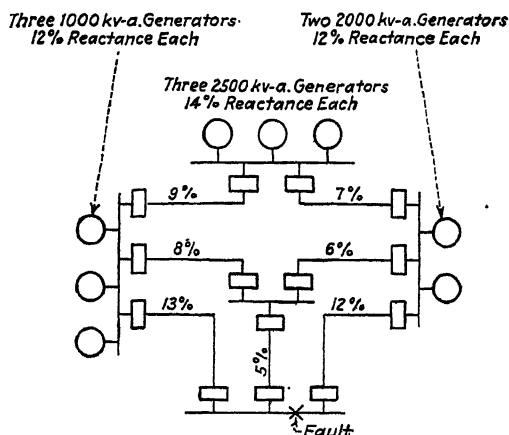 Three 1000 kv-a. Generators
12% Reactance Each
Two 2000 kv-a. Generators
12% Reactance Each
Three 2500 kv-a. Generators
14% Reactance Each
9%
7%
8%
6%
13%
12%
5%
Fault